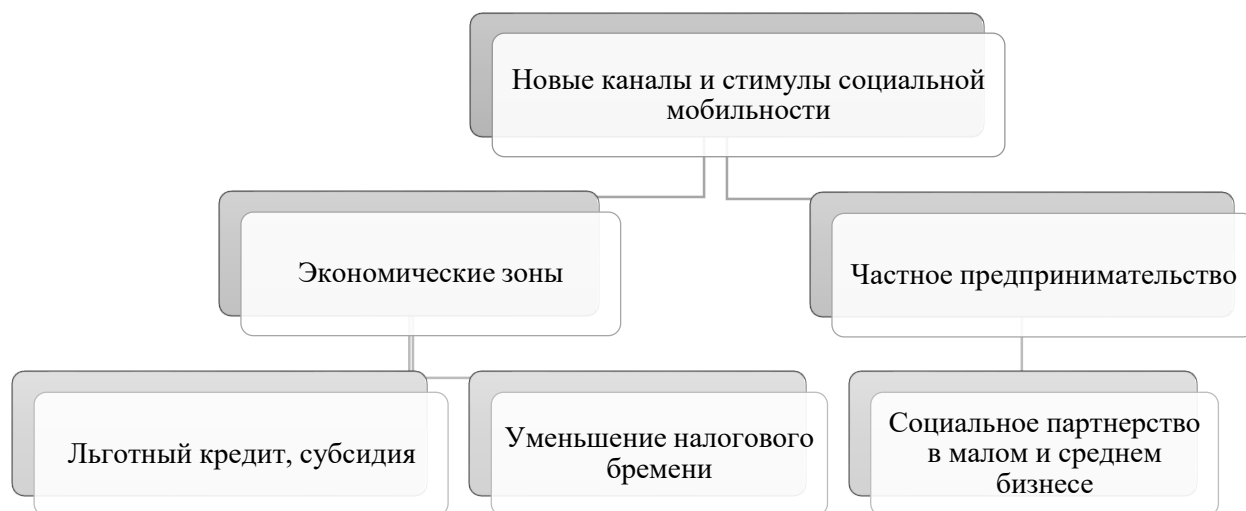 Новые каналы и стимулы социальной
мобильности
Экономические зоны
Частное предпринимательство
Льготный кредит, субсидия
Уменьшение налогового
бремени
Социальное партнерство
в малом и среднем
бизнесе